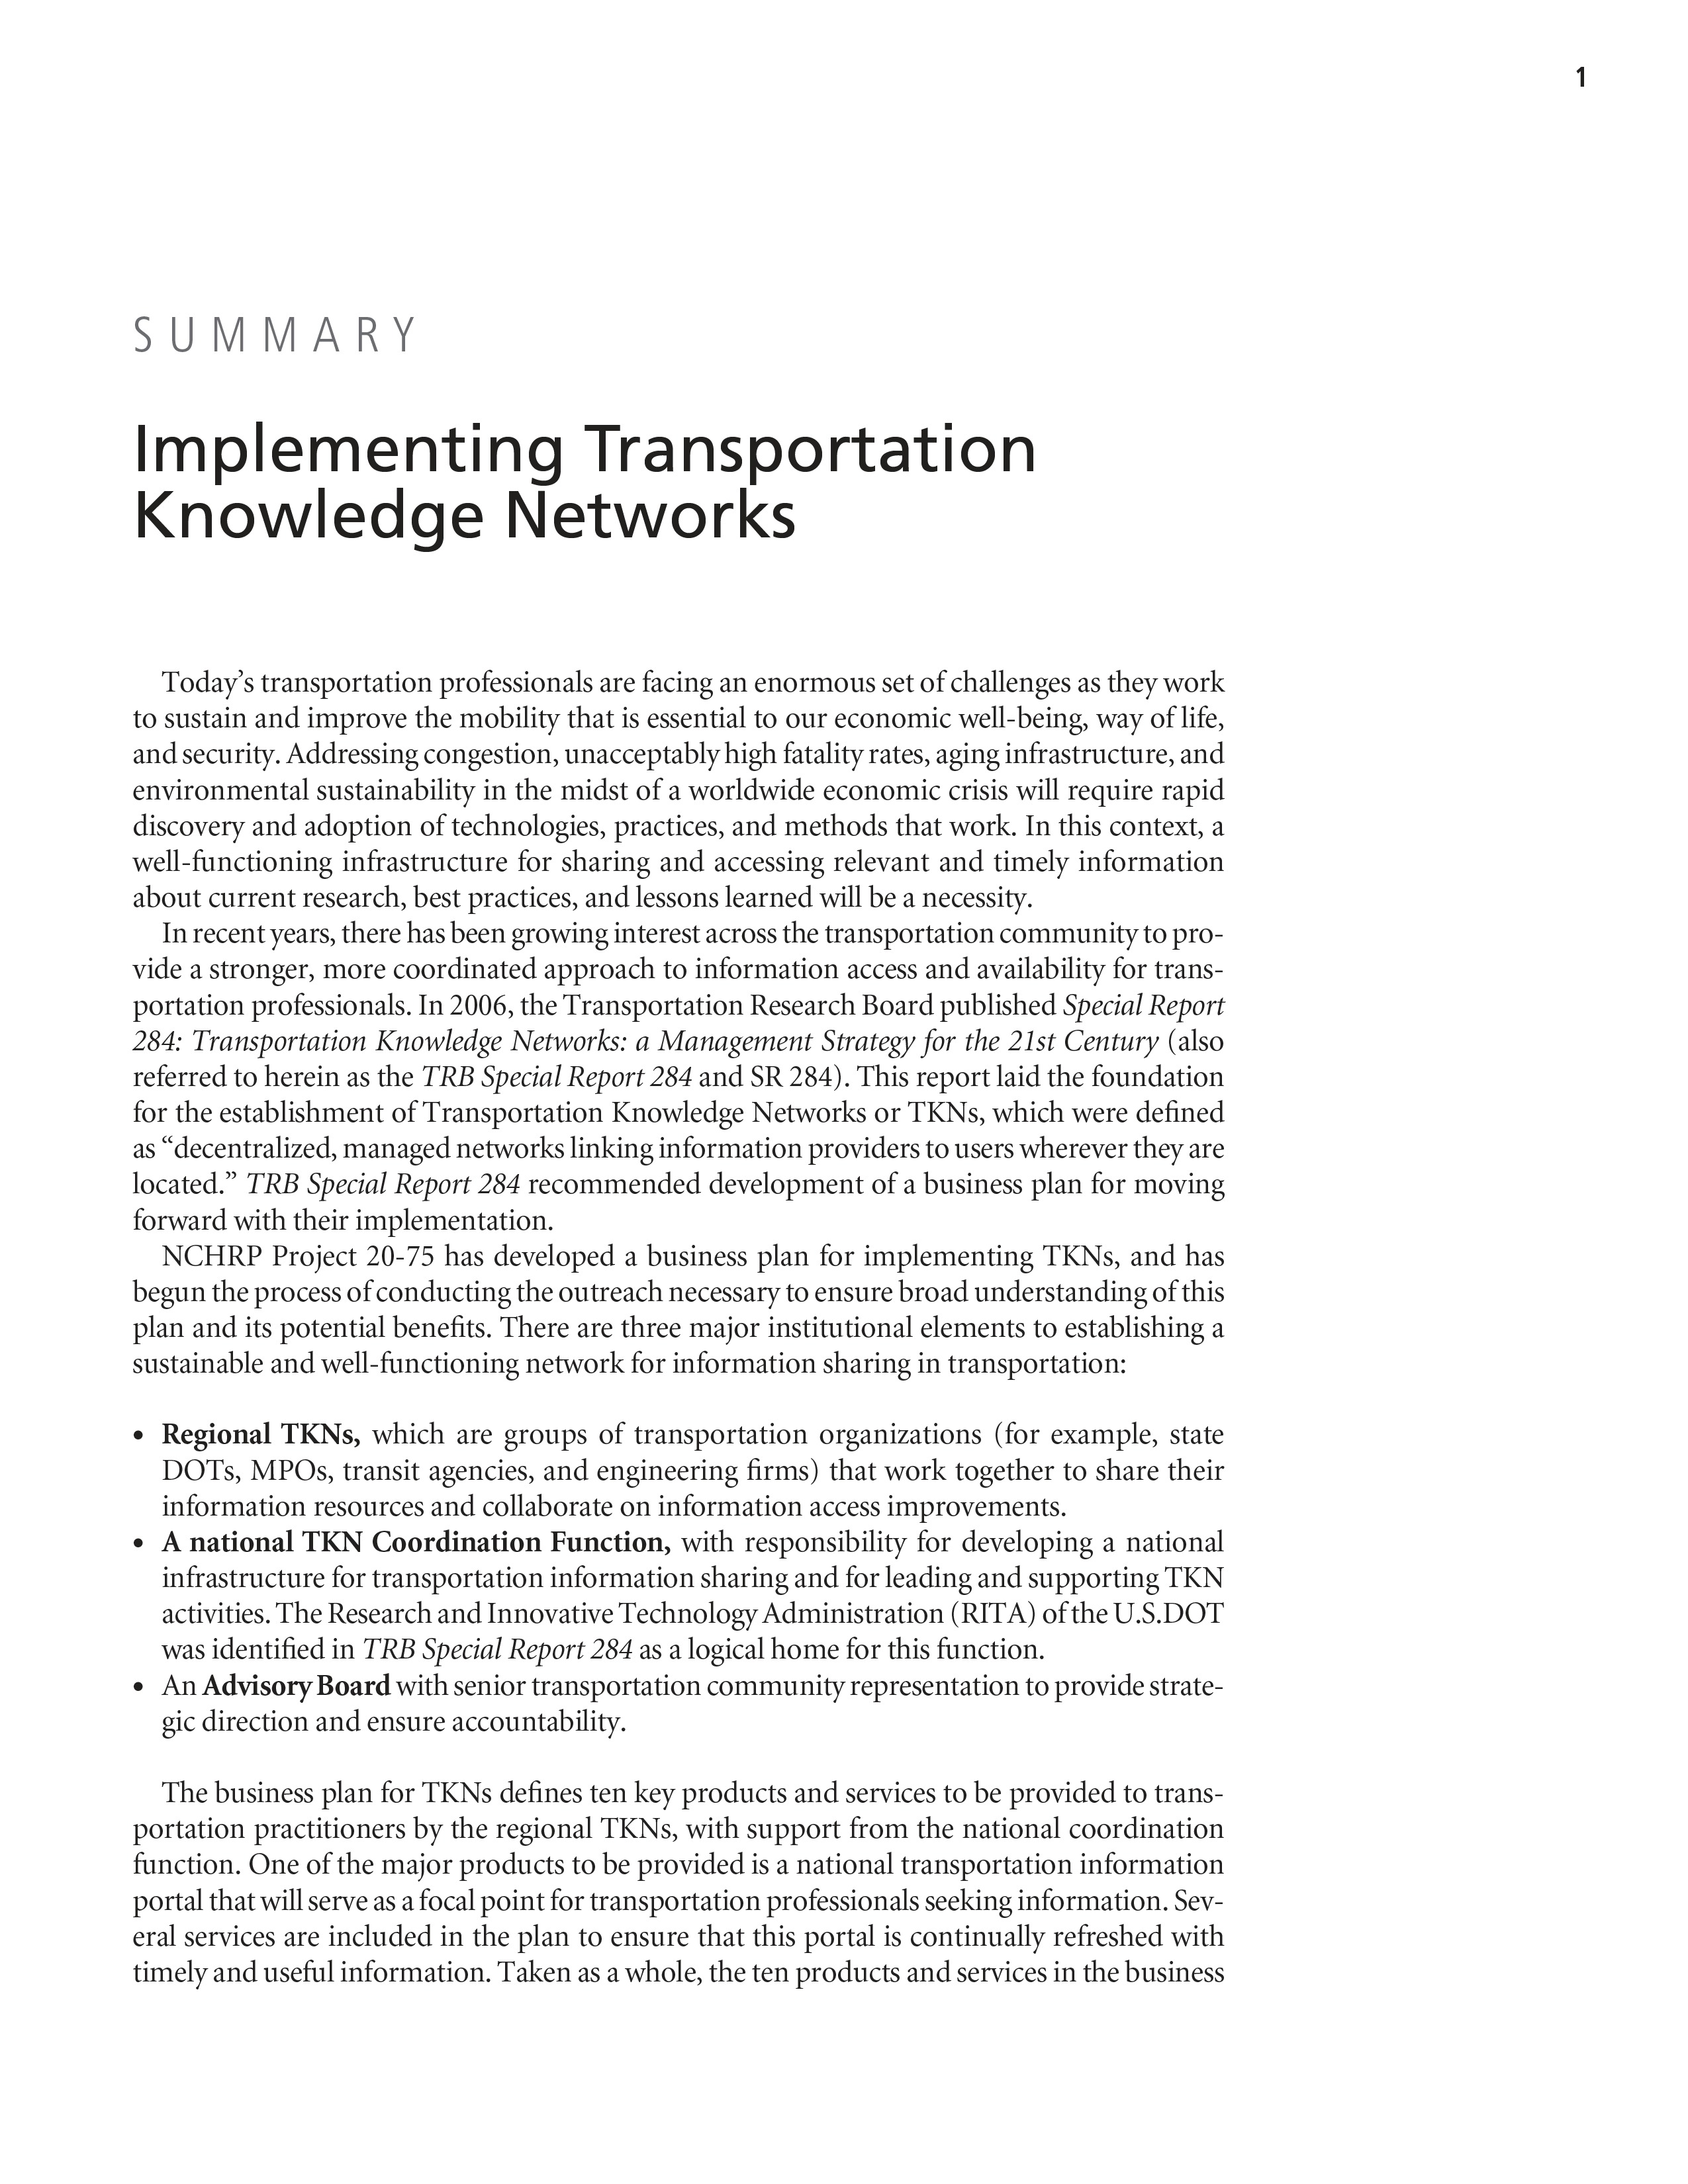 1
SUMMARY
Implementing Transportation
Knowledge Networks
Today’s transportation professionals are facing an enormous set of challenges as they work
to sustain and improve the mobility that is essential to our economic well-being, way of life,
and security. Addressing congestion, unacceptably high fatality rates, aging infrastructure, and
environmental sustainability in the midst of a worldwide economic crisis will require rapid
discovery and adoption of technologies, practices, and methods that work. In this context, a
well-functioning infrastructure for sharing and accessing relevant and timely information
about current research, best practices, and lessons learned will be a necessity.
In recent years, there has been growing interest across the transportation community to pro-
vide a stronger, more coordinated approach to information access and availability for trans-
portation professionals. In 2006, the Transportation Research Board published Special Report
284: Transportation Knowledge Networks: a Management Strategy for the 21st Century (also
referred to herein as the TRB Special Report 284 and SR 284). This report laid the foundation
for the establishment of Transportation Knowledge Networks or TKNs, which were defined
as “decentralized, managed networks linking information providers to users wherever they are
located.” TRB Special Report 284 recommended development of a business plan for moving
forward with their implementation.
NCHRP Project 20-75 has developed a business plan for implementing TKNs, and has
begun the process of conducting the outreach necessary to ensure broad understanding of this
plan and its potential benefits. There are three major institutional elements to establishing a
sustainable and well-functioning network for information sharing in transportation:
• Regional TKNs, which are groups of transportation organizations (for example, state
DOTs, MPOs, transit agencies, and engineering firms) that work together to share their
information resources and collaborate on information access improvements.
• A national TKN Coordination Function, with responsibility for developing a national
infrastructure for transportation information sharing and for leading and supporting TKN
activities. The Research and Innovative Technology Administration (RITA) of the U.S.DOT
was identified in TRB Special Report 284 as a logical home for this function.
• An Advisory Board with senior transportation community representation to provide strate-
gic direction and ensure accountability.
The business plan for TKNs defines ten key products and services to be provided to trans-
portation practitioners by the regional TKNs, with support from the national coordination
function. One of the major products to be provided is a national transportation information
portal that will serve as a focal point for transportation professionals seeking information. Sev-
eral services are included in the plan to ensure that this portal is continually refreshed with
timely and useful information. Taken as a whole, the ten products and services in the business